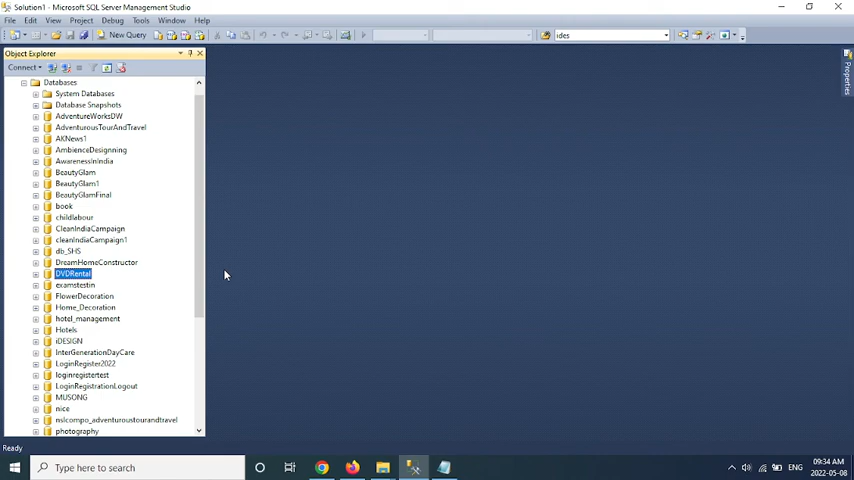 Solution1 - Microsoft SQL Server Management Studio
File Edit View Project Debug Tools Window Help
New Query
ides
Object Explorer
Connect
Databases
System Databases
Database Snapshots
AdventureWorksDW
AdventurousTourAndTravel
AKNews1
AmbienceDesignning
AwarenessInIndia
BeautyGlam
BeautyGlam1
BeautyGlamFinal
book
childlabour
CleanIndiaCampaign
cleanIndiaCampaign1
db_SHS
DreamHomeConstructor
DVDRental
examstestin
FlowerDecoration
Home_Decoration
hotel_management
Hotels
iDESIGN
InterGenerationDayCare
LoginRegister2022
loginregistertest
LoginRegistrationLogout
MUSONG
nice
nslcompo_adventuroustourandtravel
photography
Properties
Ready
Type here to search
ENG
09:34 AM
2022-05-08